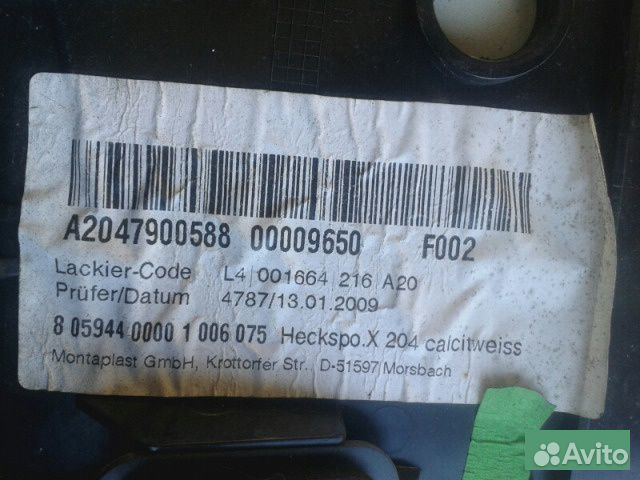 A2047900588 00009650 F002
Lackier-Code L4|001664|216|A20
Prüfer/Datum 4787/13.01.2009
8 05944 0000 1 006 075 Heckspo.X 204 calcitweiss
Montaplast GmbH, Krottorfer Str. D-51597 Morsbach
Avito